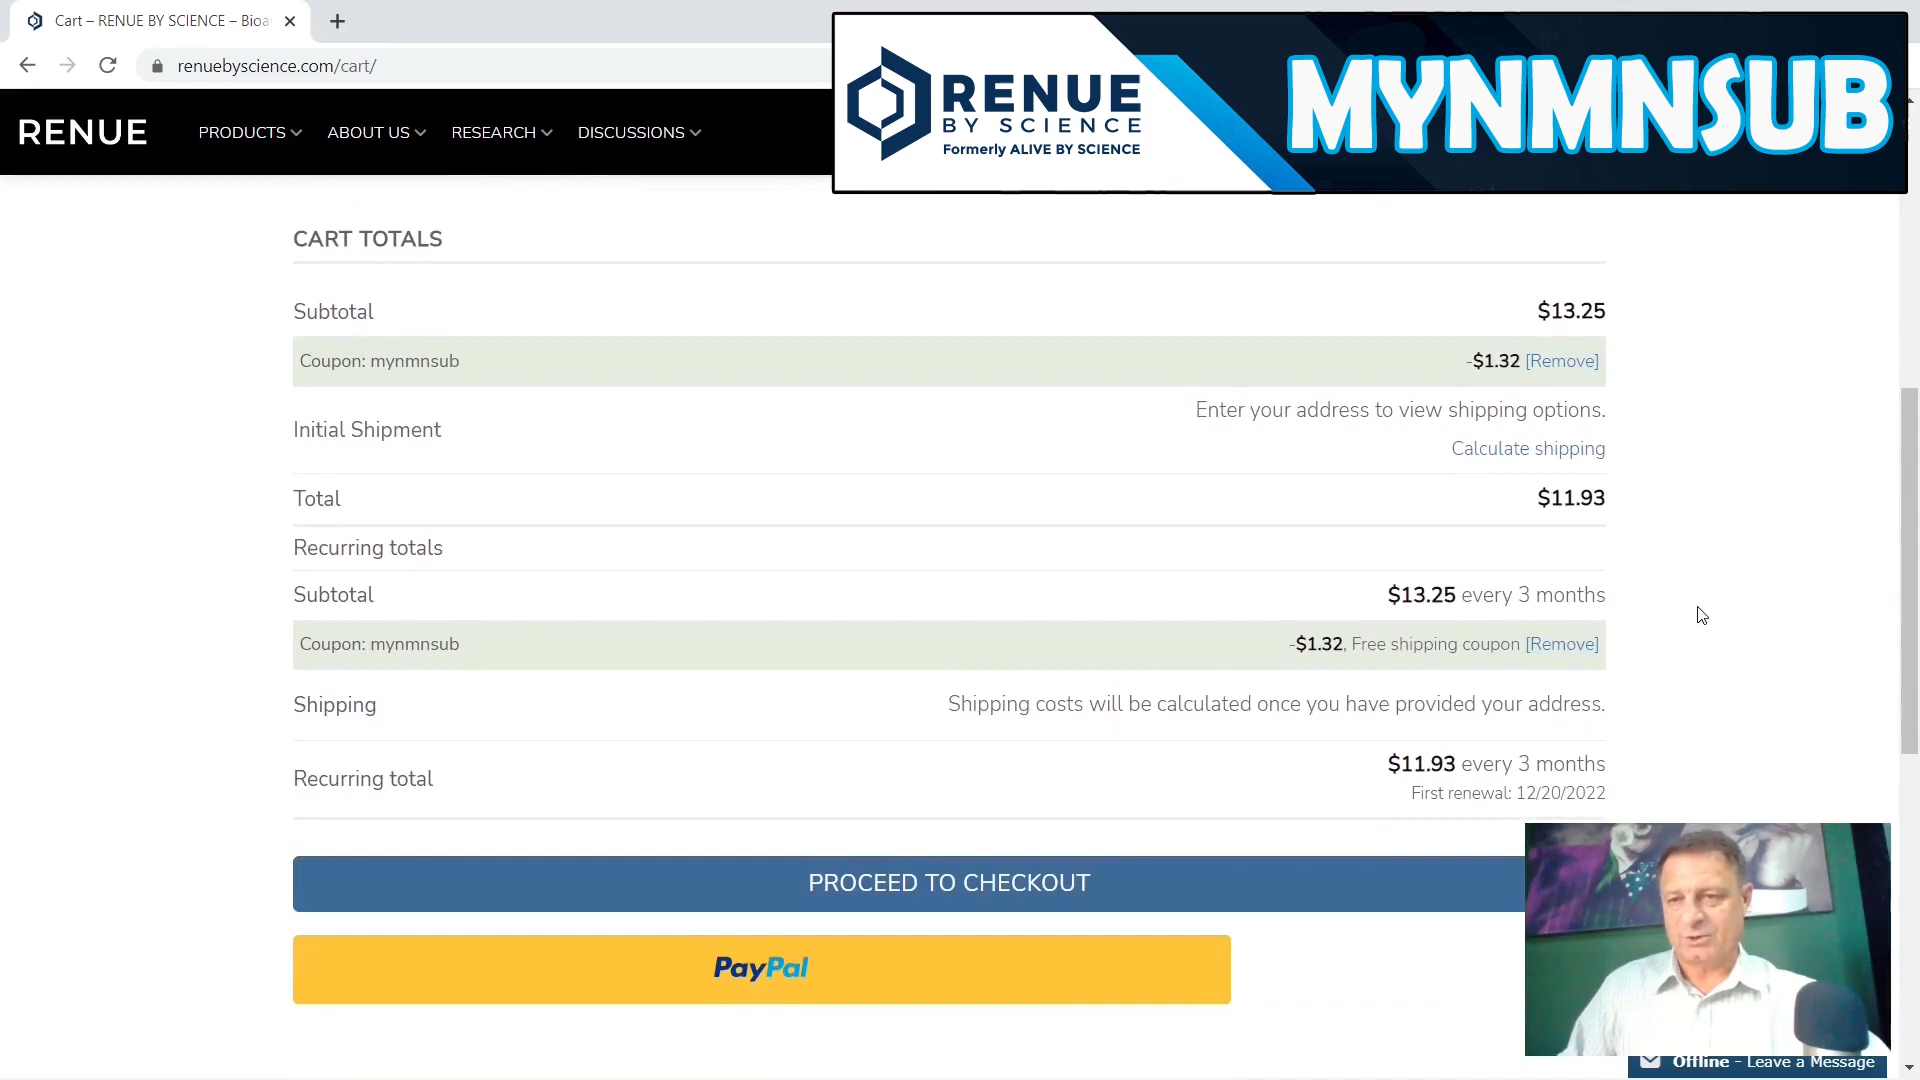 Cart – RENUE BY SCIENCE – Bioa
renuebyscience.com/cart/
RENUE
BY SCIENCE
Formerly ALIVE BY SCIENCE
MYNMNSUB
RENUE PRODUCTS ABOUT US RESEARCH DISCUSSIONS
CART TOTALS
Subtotal $13.25
Coupon: mynmnsub -$1.32 [Remove]
Initial Shipment Enter your address to view shipping options.
Calculate shipping
Total $11.93
Recurring totals
Subtotal $13.25 every 3 months
Coupon: mynmnsub -$1.32, Free shipping coupon [Remove]
Shipping Shipping costs will be calculated once you have provided your address.
Recurring total $11.93 every 3 months
First renewal: 12/20/2022
PROCEED TO CHECKOUT
PayPal
Offline - Leave a Message